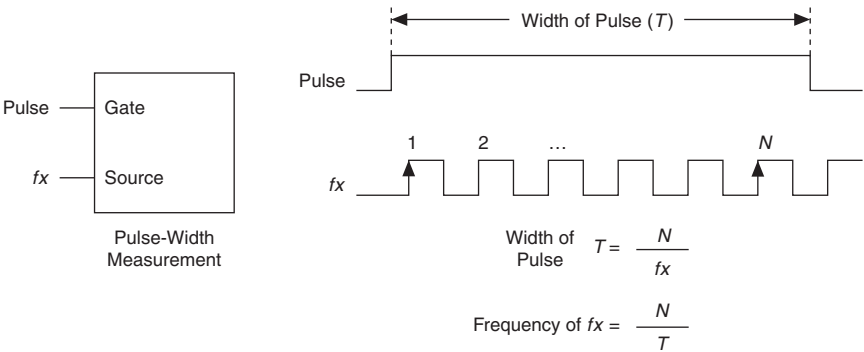 Width of Pulse (T)
Pulse
Pulse
Gate
1 2 ... N
fx
fx
Source
Pulse-Width
Measurement
Width of
Pulse
T = N
fx
Frequency of fx = N
T